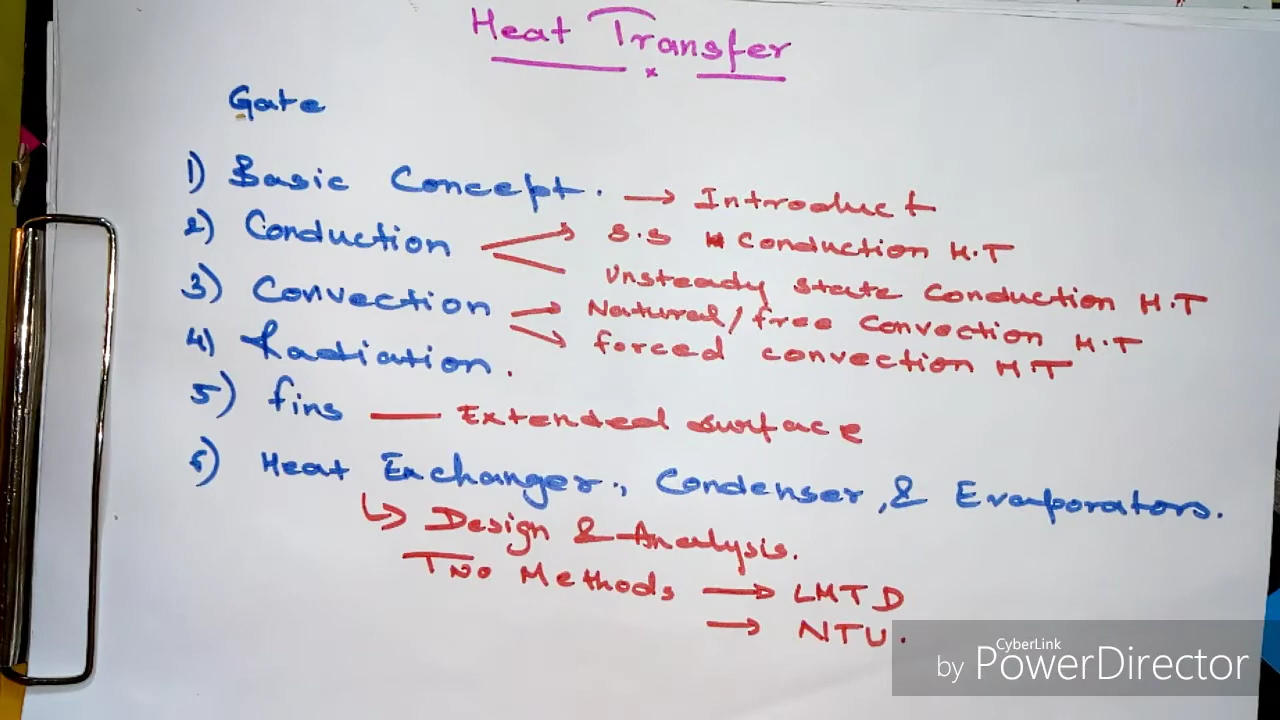 Heat Transfer
x
Gate
1) Basic Concept. → Introduct
2) Conduction → S.S Conduction H.T
Unsteady state Conduction H.T
3) Convection → Natural/free Convection H.T
→ forced convection H.T
4) Radiation.
5) fins — Extended surface
6) Heat Exchanger., Condenser, & Evaporators.
↳ Design & Analysis.
Two Methods → LMTD
→ NTU.
CyberLink
by PowerDirector